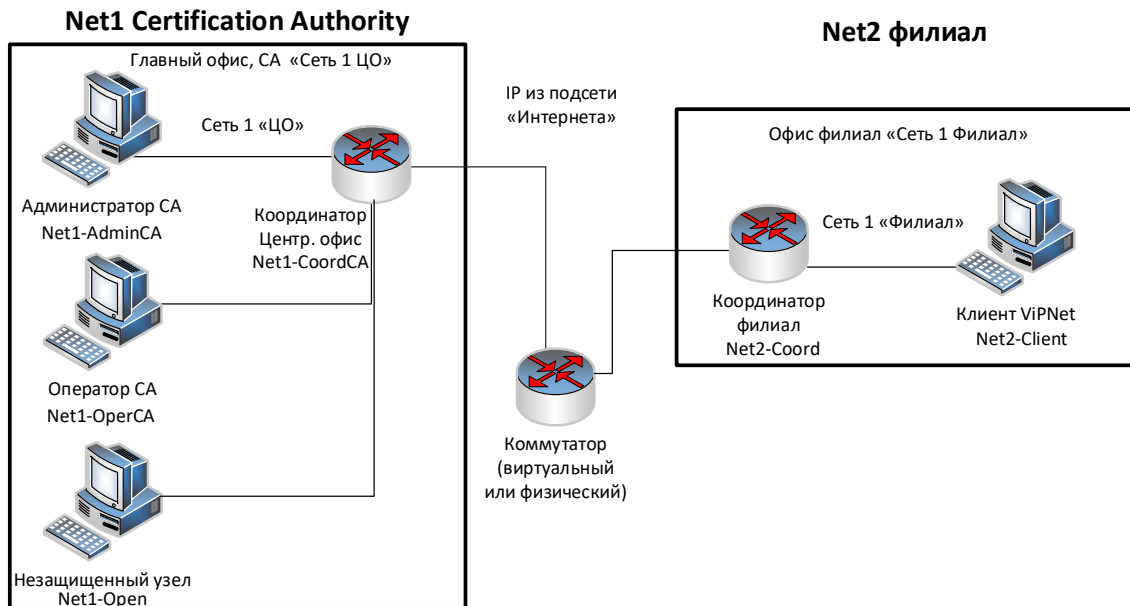 Net1 Certification Authority
Главный офис, CA «Сеть 1 ЦО»
Сеть 1 «ЦО»
Администратор CA
Net1-AdminCA
Координатор
Центр. офис
Net1-CoordCA
Оператор CA
Net1-OperCA
Незащищенный узел
Net1-Open
IP из подсети
«Интернета»
Коммутатор
(виртуальный
или физический)
Net2 филиал
Офис филиал «Сеть 1 Филиал»
Сеть 1 «Филиал»
Координатор
филиал
Net2-Coord
Клиент ViPNet
Net2-Client